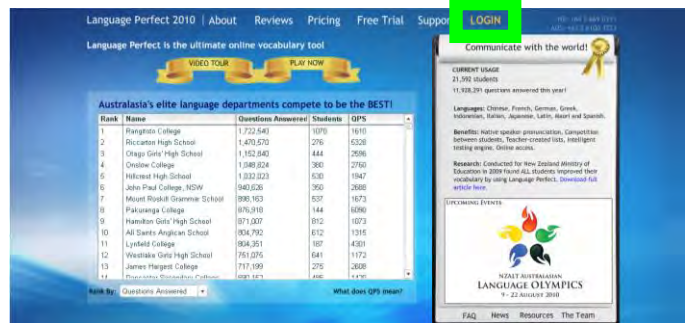 Language Perfect 2010 | About Reviews Pricing Free Trial Suppor LOGIN
Language Perfect is the ultimate online vocabulary tool
VIDEO TOUR PLAY NOW
Australasia's elite language departments compete to be the BEST!
Rank Name Questions Answered Students QPS
1 Rangitoto College 1,722,540 1070 1610
2 Riccarton High School 1,470,570 276 5328
3 Otago Girls' High School 1,152,840 444 2596
4 Onslow College 1,048,824 380 2760
5 Hillcrest High School 1,032,023 530 1947
6 John Paul College, NSW 940,626 350 2688
7 Mount Roskill Grammar School 898,163 537 1673
8 Pakuranga College 876,918 144 6090
9 Hamilton Girls' High School 871,007 812 1073
10 All Saints Anglican School 804,792 612 1315
11 Lynfield College 804,351 187 4301
12 Westlake Girls High School 751,076 641 1172
13 James Hargest College 717,199 275 2608
Rank By: Questions Answered
What does QPS mean?
Communicate with the world!
CURRENT USAGE
21,592 students
11,928,291 questions answered this year!
Languages: Chinese, French, German, Greek,
Indonesian, Italian, Japanese, Latin, Maori and Spanish.
Benefits: Native speaker pronunciation, Competition
between students, Teacher-created lists, Intelligent
testing engine, Online access.
Research: Conducted for New Zealand Ministry of
Education in 2009 found ALL students improved their
vocabulary by using Language Perfect. Download full
article here.
UPCOMING EVENTS
NZALT AUSTRALASIAN
LANGUAGE OLYMPICS
9 - 22 AUGUST 2010
FAQ News Resources The Team